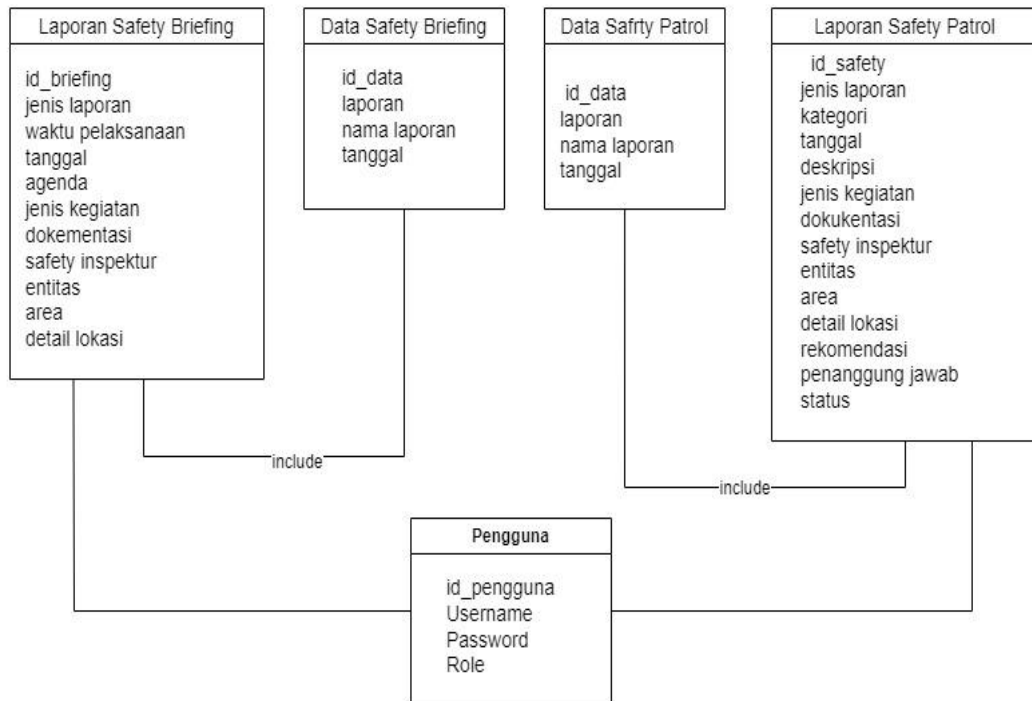 Laporan Safety Briefing
id_briefing
jenis laporan
waktu pelaksanaan
tanggal
agenda
jenis kegiatan
dokementasi
safety inspektur
entitas
area
detail lokasi
Data Safety Briefing
id_data
laporan
nama laporan
tanggal
Data Safrty Patrol
id_data
laporan
nama laporan
tanggal
Laporan Safety Patrol
id_safety
jenis laporan
kategori
tanggal
deskripsi
jenis kegiatan
dokukentasi
safety inspektur
entitas
area
detail lokasi
rekomendasi
penanggung jawab
status
include
include
Pengguna
id_pengguna
Username
Password
Role